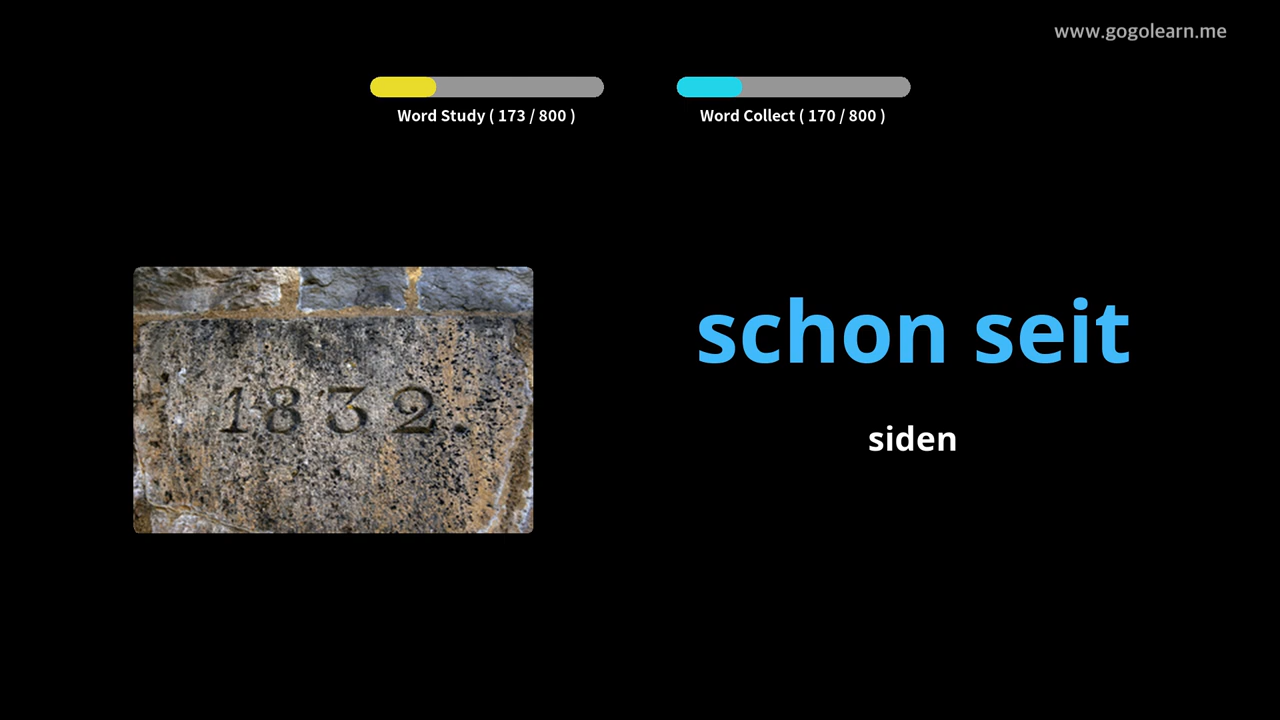 www.gogolearn.me
Word Study ( 173 / 800 )
Word Collect ( 170 / 800 )
1832.
schon seit
siden